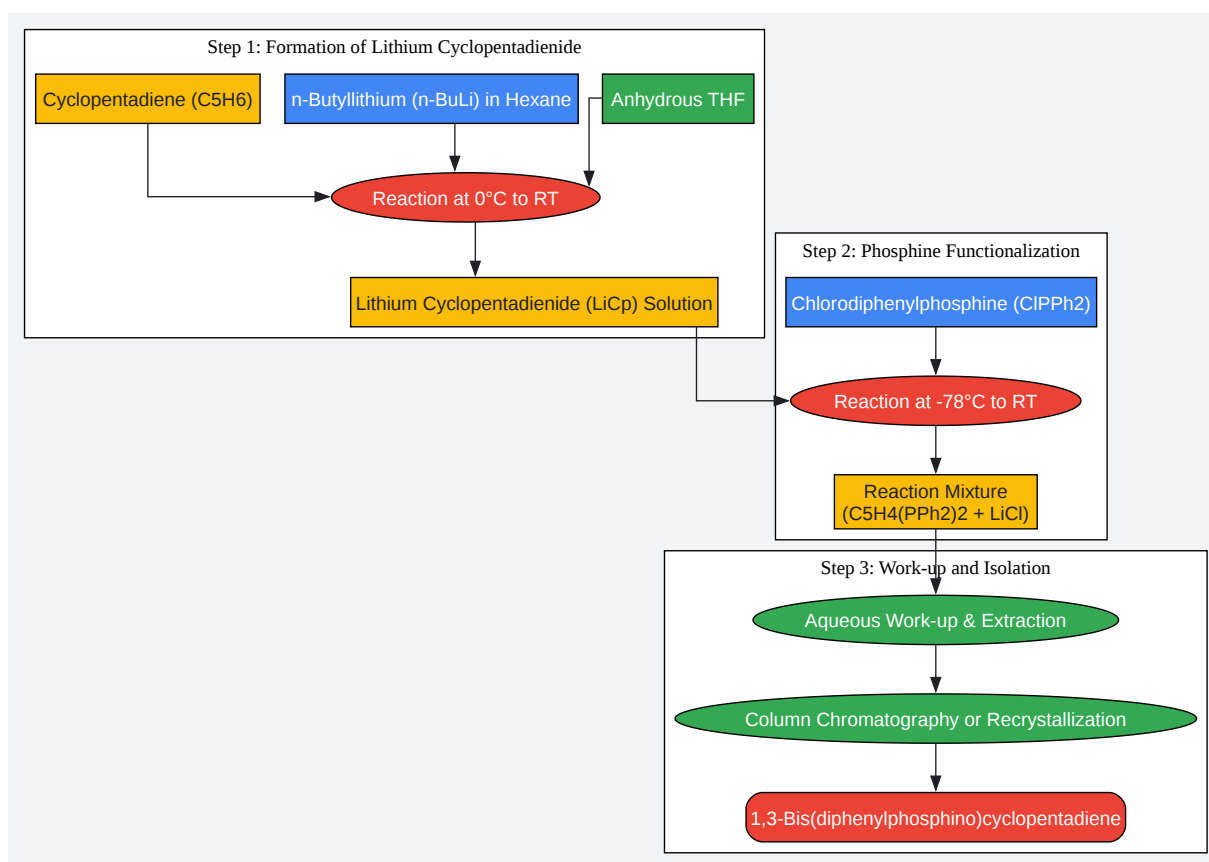 Step 1: Formation of Lithium Cyclopentadienide
Cyclopentadiene (C5H6)
n-Butyllithium (n-BuLi) in Hexane
Anhydrous THF
Reaction at 0°C to RT
Lithium Cyclopentadienide (LiCp) Solution
Step 2: Phosphine Functionalization
Chlorodiphenylphosphine (ClPPh2)
Reaction at -78°C to RT
Reaction Mixture
(C5H4(PPh2)2 + LiCl)
Step 3: Work-up and Isolation
Aqueous Work-up & Extraction
Column Chromatography or Recrystallization
1,3-Bis(diphenylphosphino)cyclopentadiene